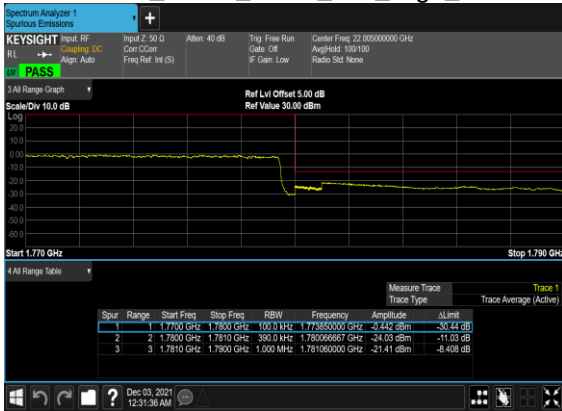 Spectrum Analyzer 1
Spurious Emissions
+
KEYSIGHT
RL
Input: RF
Coupling: DC
Align: Auto
Input Z: 50 Ω
Corr CCorr
Freq Ref: Int (S)
Atten: 40 dB
Trig: Free Run
Gate: Off
IF Gain: Low
Center Freq: 22.005000000 GHz
Avg|Hold: 100/100
Radio Std: None
PASS
3 All Range Graph
Scale/Div 10.0 dB
Ref Lvl Offset 5.00 dB
Ref Value 30.00 dBm
Log
20.0
10.0
0.00
-10.0
-20.0
-30.0
-40.0
-50.0
-60.0
Start 1.770 GHz
Stop 1.790 GHz
4 All Range Table
Measure Trace Trace 1
Trace Type Trace Average (Active)
Spur Range Start Freq Stop Freq RBW Frequency Amplitude ΔLimit
1 1 1.7700 GHz 1.7800 GHz 100.0 kHz 1.773850000 GHz -0.442 dBm -30.44 dB
2 2 1.7800 GHz 1.7810 GHz 390.0 kHz 1.780066667 GHz -24.03 dBm -11.03 dB
3 3 1.7810 GHz 1.7900 GHz 1.000 MHz 1.781060000 GHz -21.41 dBm -8.408 dB
?
Dec 03, 2021
12:31:36 AM